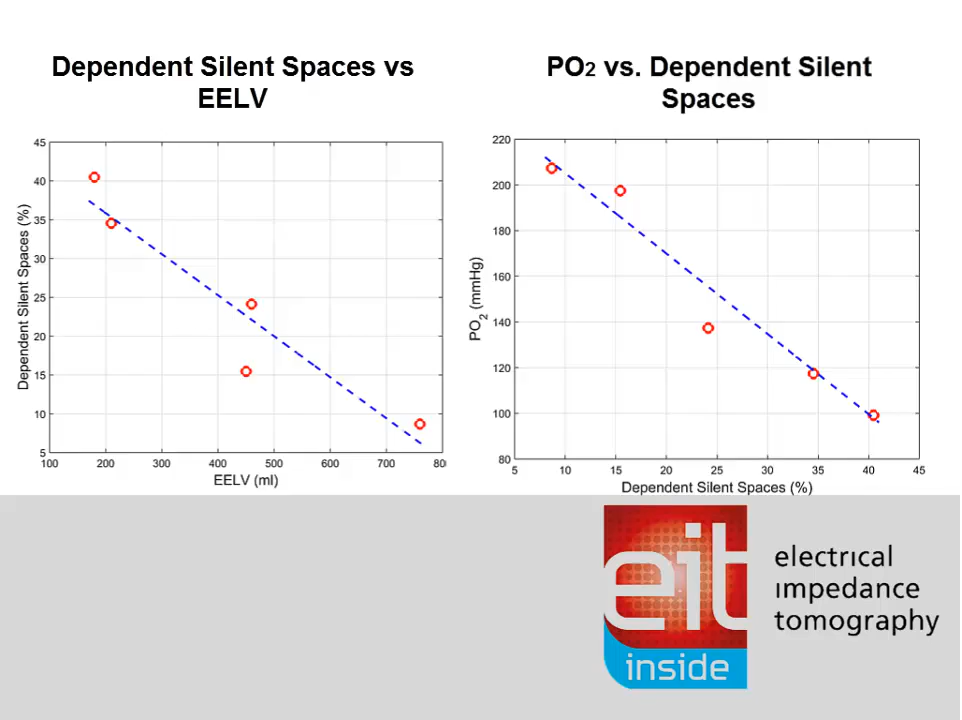 Dependent Silent Spaces vs
EELV
45
40
35
30
25
20
15
10
5
Dependent Silent Spaces (%)
100 200 300 400 500 600 700 80
EELV (ml)
PO2 vs. Dependent Silent
Spaces
220
200
180
160
140
120
100
80
PO2 (mmHg)
5 10 15 20 25 30 35 40 45
Dependent Silent Spaces (%)
eit
inside
electrical
impedance
tomography